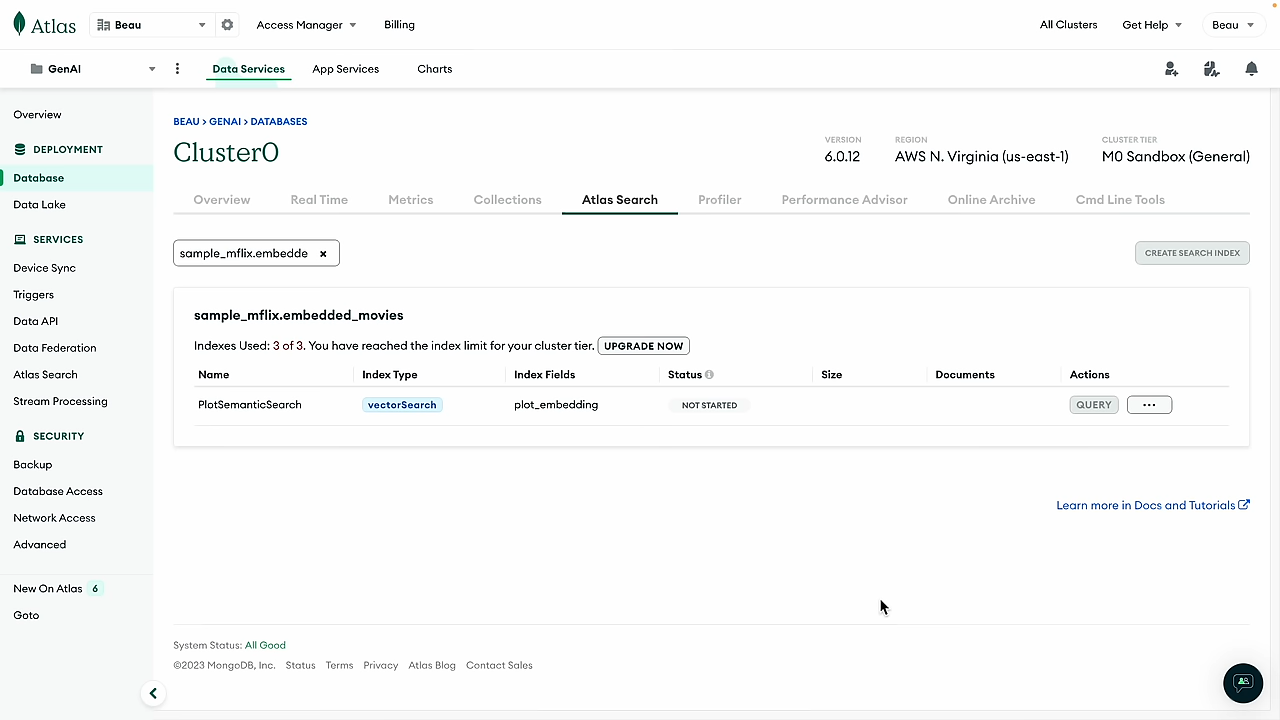 Atlas
Beau
Access Manager
Billing
All Clusters
Get Help
Beau
GenAI
Data Services
App Services
Charts
Overview
DEPLOYMENT
Database
Data Lake
SERVICES
Device Sync
Triggers
Data API
Data Federation
Atlas Search
Stream Processing
SECURITY
Backup
Database Access
Network Access
Advanced
New On Atlas 6
Goto
BEAU > GENAI > DATABASES
Cluster0
VERSION
6.0.12
REGION
AWS N. Virginia (us-east-1)
CLUSTER TIER
M0 Sandbox (General)
Overview
Real Time
Metrics
Collections
Atlas Search
Profiler
Performance Advisor
Online Archive
Cmd Line Tools
sample_mflix.embedde
CREATE SEARCH INDEX
sample_mflix.embedded_movies
Indexes Used: 3 of 3. You have reached the index limit for your cluster tier. UPGRADE NOW
Name Index Type Index Fields Status Size Documents Actions
PlotSemanticSearch vectorSearch plot_embedding NOT STARTED QUERY ...
Learn more in Docs and Tutorials
System Status: All Good
©2023 MongoDB, Inc. Status Terms Privacy Atlas Blog Contact Sales